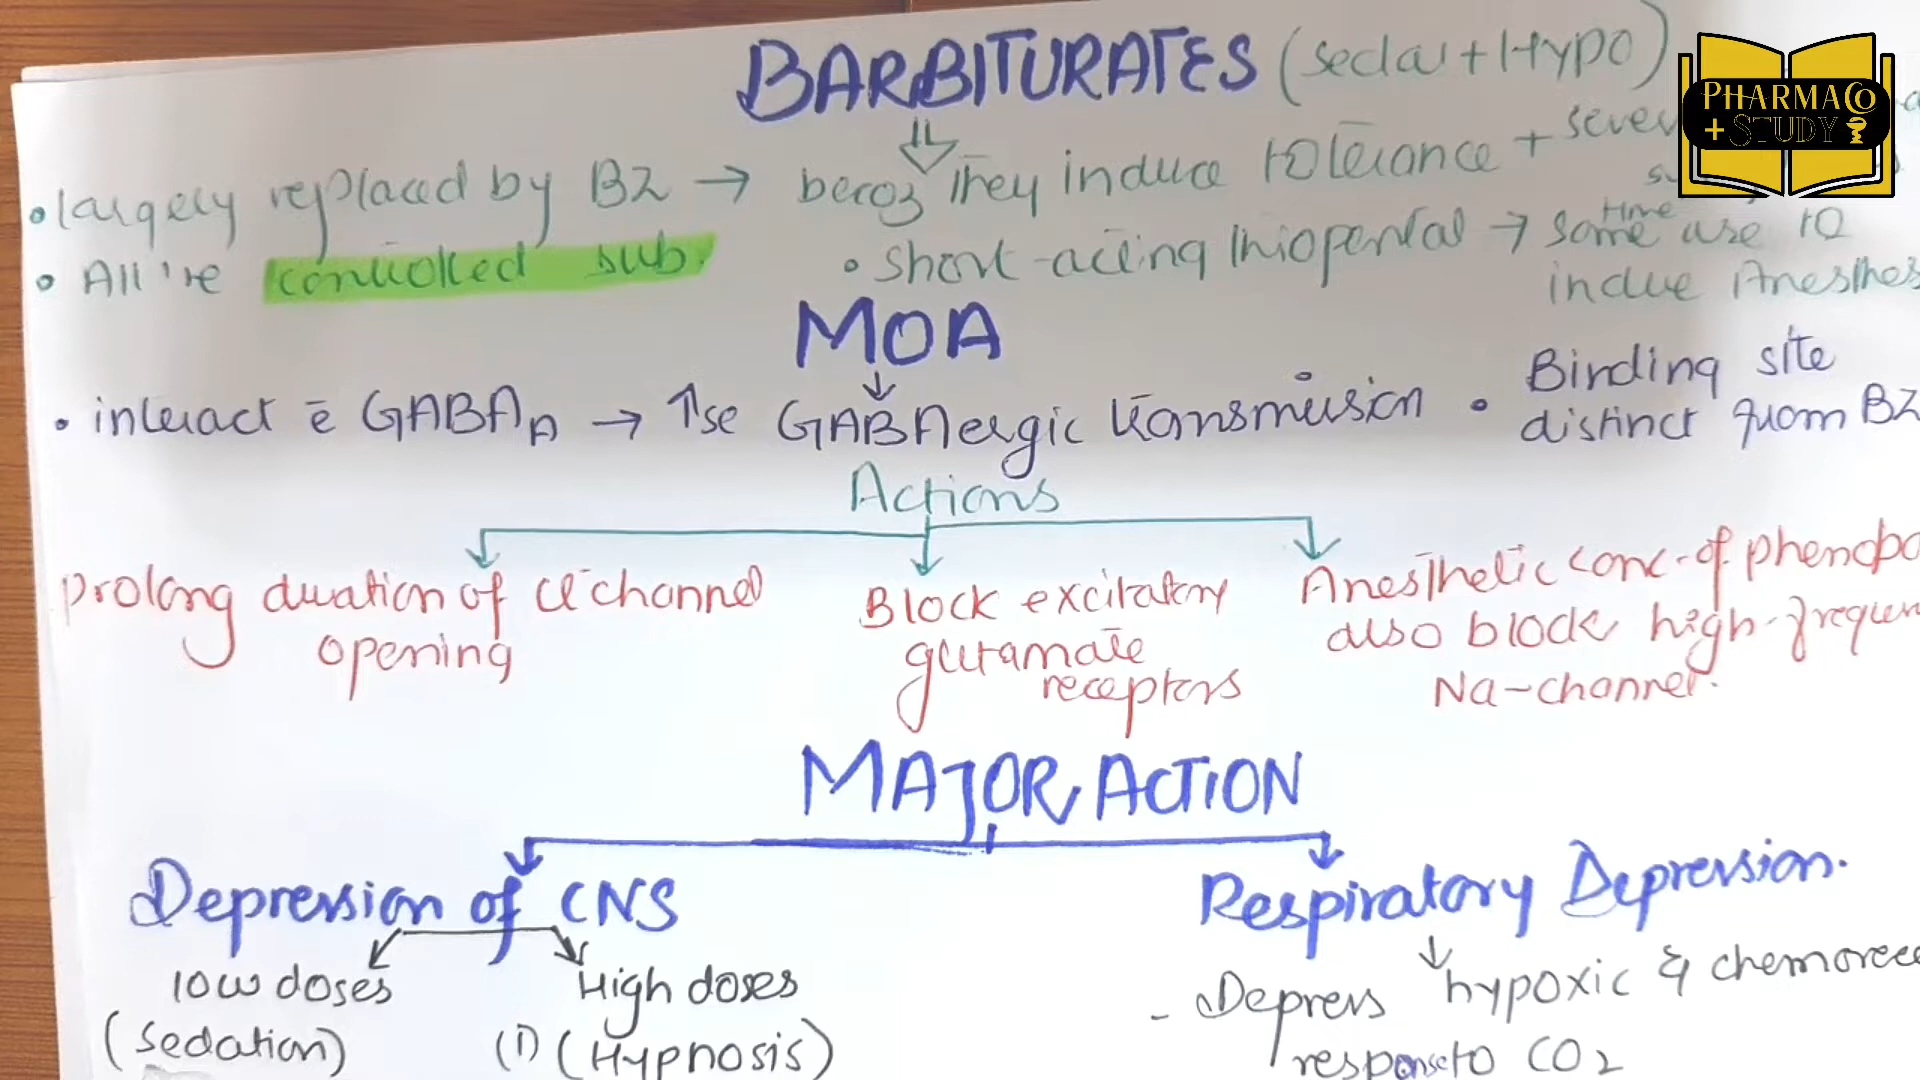 BARBITURATES (sedat + Hypo)
PHARMACO
+ STUDY
• largely replaced by BZ → becoz They induce tolerance + sever
• All 're controlled sub.
• short-acting thiopental → some time use to
induce Anesthes
MOA
• interact c̄ GABA A → ↑se GABAergic transmission
• Binding site
distinct from BZ
Actions
prolong duration of Cl- channel
opening
Block excitatory
glutamate
receptors
Anesthetic conc-of phenoba
also block high-frequen
Na-channel.
MAJOR ACTION
Depression of CNS
Respiratory Depression.
low doses
(Sedation)
High doses
(1) (Hypnosis)
- Depress hypoxic & chemorece
response to CO2